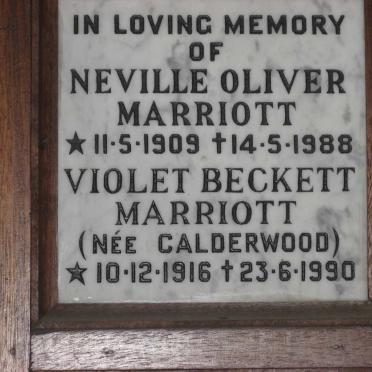 IN LOVING MEMORY
OF
NEVILLE OLIVER
MARRIOTT
★ 11·5·1909 ✝ 14·5·1988
VIOLET BECKETT
MARRIOTT
(NÉE CALDERWOOD)
★ 10·12·1916 ✝ 23·6·1990